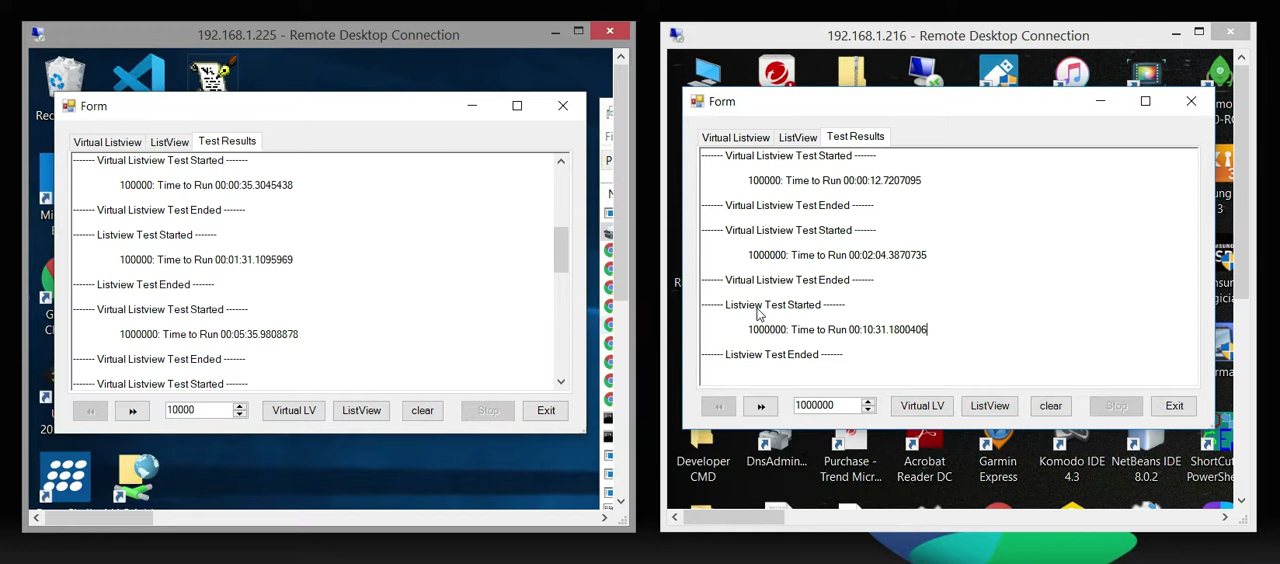 192.168.1.225 - Remote Desktop Connection
Form
Virtual Listview
ListView
Test Results
------- Virtual Listview Test Started -------
100000: Time to Run 00:00:35.3045438
------- Virtual Listview Test Ended -------
------- Listview Test Started -------
100000: Time to Run 00:01:31.1095969
------- Listview Test Ended -------
------- Virtual Listview Test Started -------
1000000: Time to Run 00:05:35.9808878
------- Virtual Listview Test Ended -------
------- Virtual Listview Test Started -------
10000
Virtual LV
ListView
clear
Stop
Exit
192.168.1.216 - Remote Desktop Connection
Form
Virtual Listview
ListView
Test Results
------- Virtual Listview Test Started -------
100000: Time to Run 00:00:12.7207095
------- Virtual Listview Test Ended -------
------- Virtual Listview Test Started -------
1000000: Time to Run 00:02:04.3870735
------- Virtual Listview Test Ended -------
------- Listview Test Started -------
1000000: Time to Run 00:10:31.1800406
------- Listview Test Ended -------
1000000
Virtual LV
ListView
clear
Stop
Exit
Developer
CMD
DnsAdmin...
Purchase -
Trend Micr...
Acrobat
Reader DC
Garmin
Express
Komodo IDE
4.3
NetBeans IDE
8.0.2
ShortCut
PowerShe